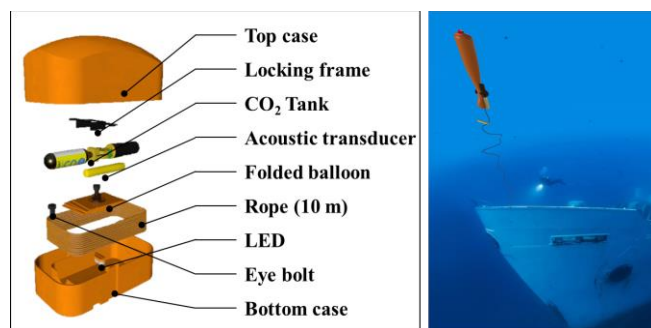 Top case
Locking frame
CO₂ Tank
Acoustic transducer
Folded balloon
Rope (10 m)
LED
Eye bolt
Bottom case